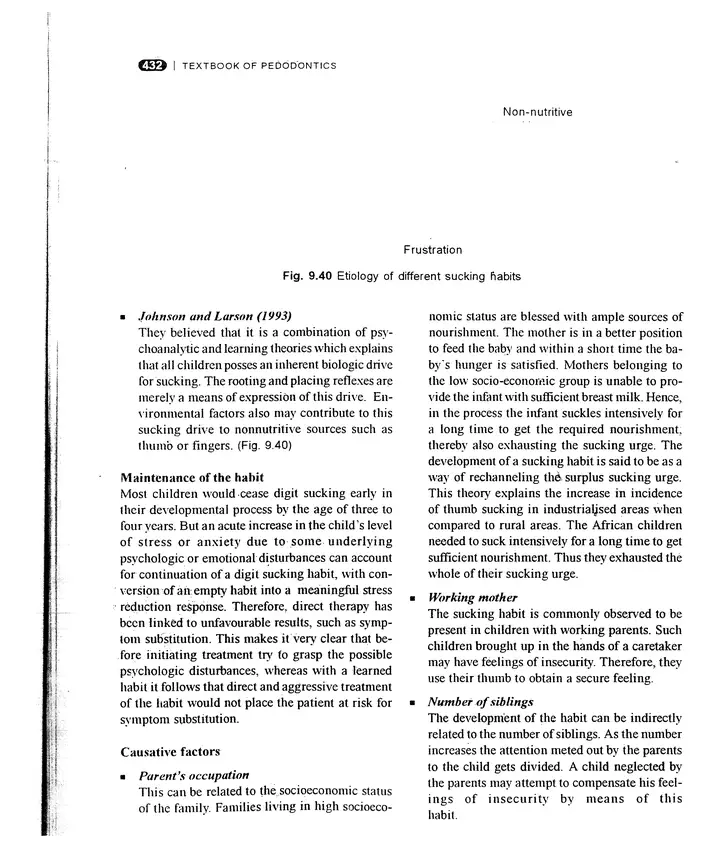 432 | TEXTBOOK OF PEDODONTICS
Non-nutritive
Frustration
Fig. 9.40 Etiology of different sucking habits
▪ Johnson and Larson (1993)
They believed that it is a combination of psy-
choanalytic and learning theories which explains
that all children posses an inherent biologic drive
for sucking. The rooting and placing reflexes are
merely a means of expression of this drive. En-
vironmental factors also may contribute to this
sucking drive to nonnutritive sources such as
thumb or fingers. (Fig. 9.40)
Maintenance of the habit
Most children would cease digit sucking early in
their developmental process by the age of three to
four years. But an acute increase in the child's level
of stress or anxiety due to some underlying
psychologic or emotional disturbances can account
for continuation of a digit sucking habit, with con-
version of an empty habit into a meaningful stress
reduction response. Therefore, direct therapy has
been linked to unfavourable results, such as symp-
tom substitution. This makes it very clear that be-
fore initiating treatment try to grasp the possible
psychologic disturbances, whereas with a learned
habit it follows that direct and aggressive treatment
of the habit would not place the patient at risk for
symptom substitution.
Causative factors
▪ Parent's occupation
This can be related to the socioeconomic status
of the family. Families living in high socioeco-
nomic status are blessed with ample sources of
nourishment. The mother is in a better position
to feed the baby and within a short time the ba-
by's hunger is satisfied. Mothers belonging to
the low socio-economic group is unable to pro-
vide the infant with sufficient breast milk. Hence,
in the process the infant suckles intensively for
a long time to get the required nourishment,
thereby also exhausting the sucking urge. The
development of a sucking habit is said to be as a
way of rechanneling the surplus sucking urge.
This theory explains the increase in incidence
of thumb sucking in industrialised areas when
compared to rural areas. The African children
needed to suck intensively for a long time to get
sufficient nourishment. Thus they exhausted the
whole of their sucking urge.
▪ Working mother
The sucking habit is commonly observed to be
present in children with working parents. Such
children brought up in the hands of a caretaker
may have feelings of insecurity. Therefore, they
use their thumb to obtain a secure feeling.
▪ Number of siblings
The development of the habit can be indirectly
related to the number of siblings. As the number
increases the attention meted out by the parents
to the child gets divided. A child neglected by
the parents may attempt to compensate his feel-
ings of insecurity by means of this
habit.